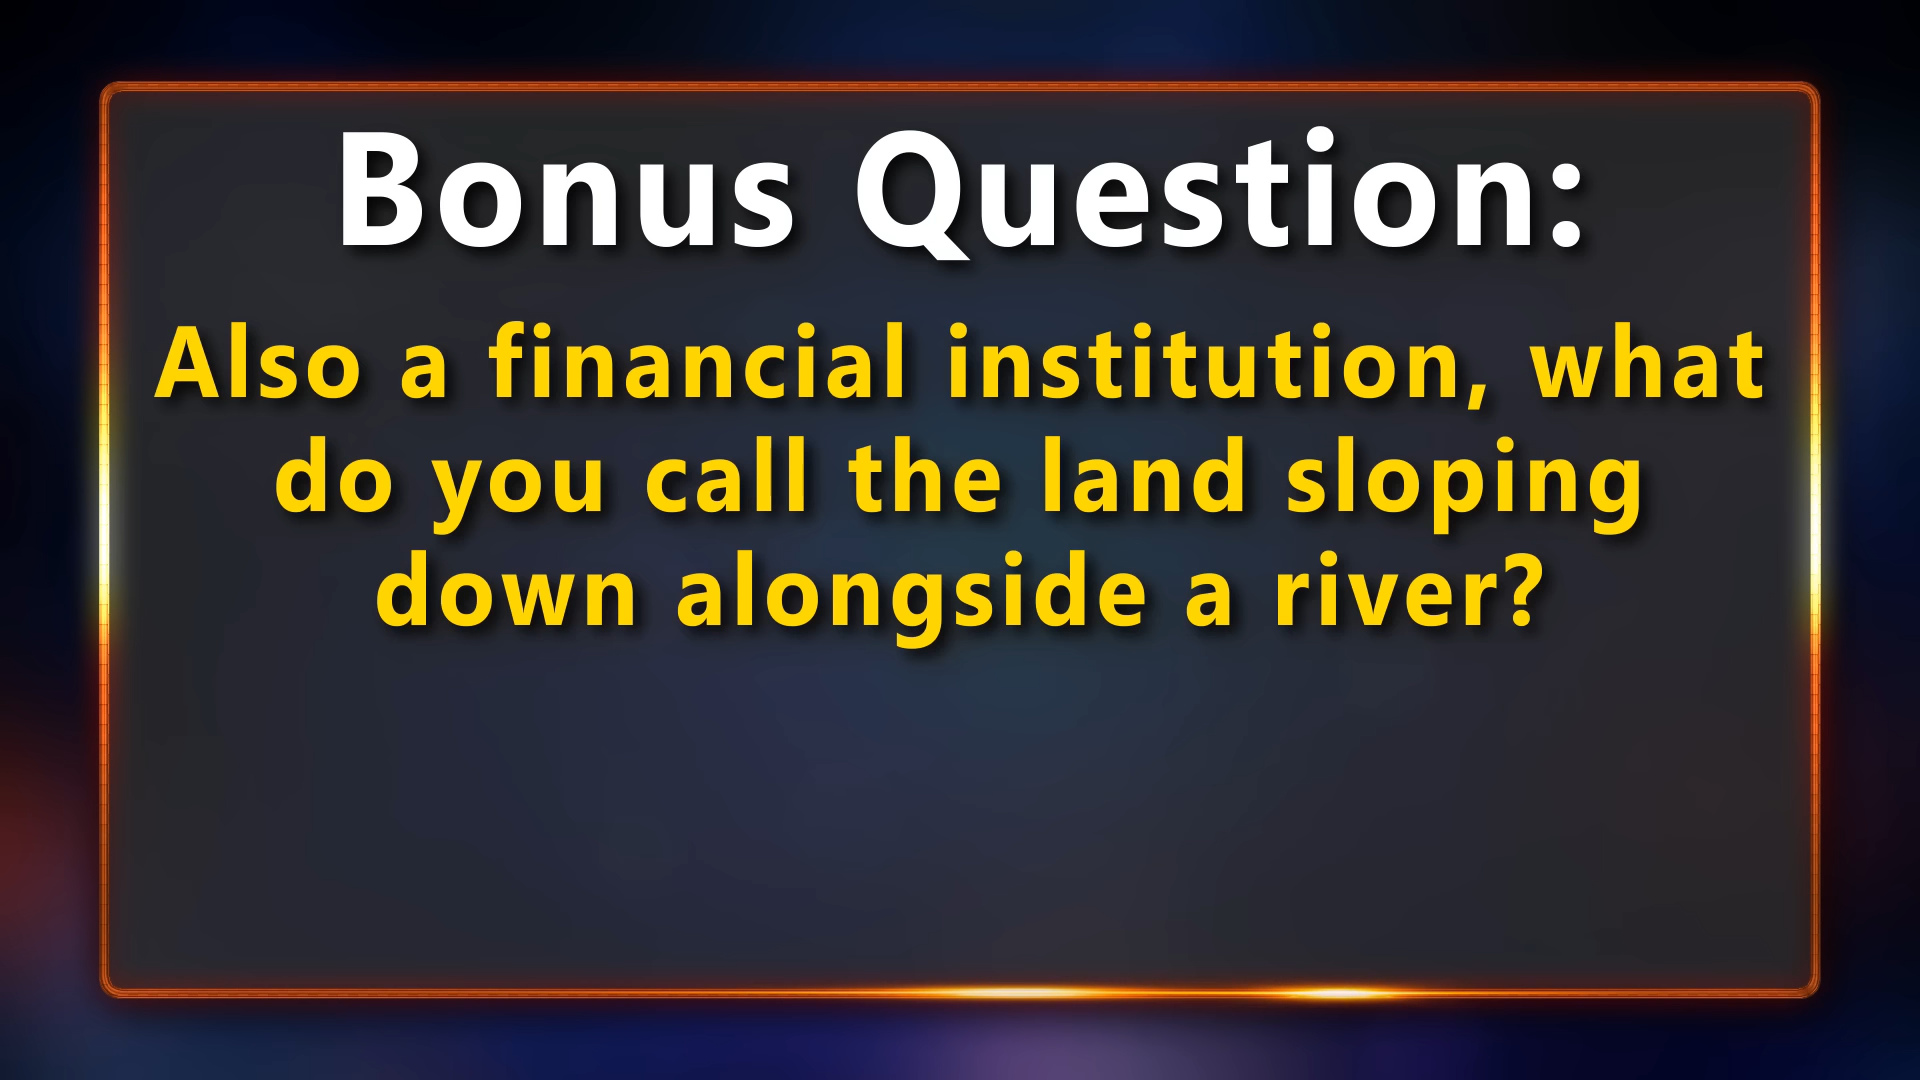 Bonus Question:
Also a financial institution, what
do you call the land sloping
down alongside a river?